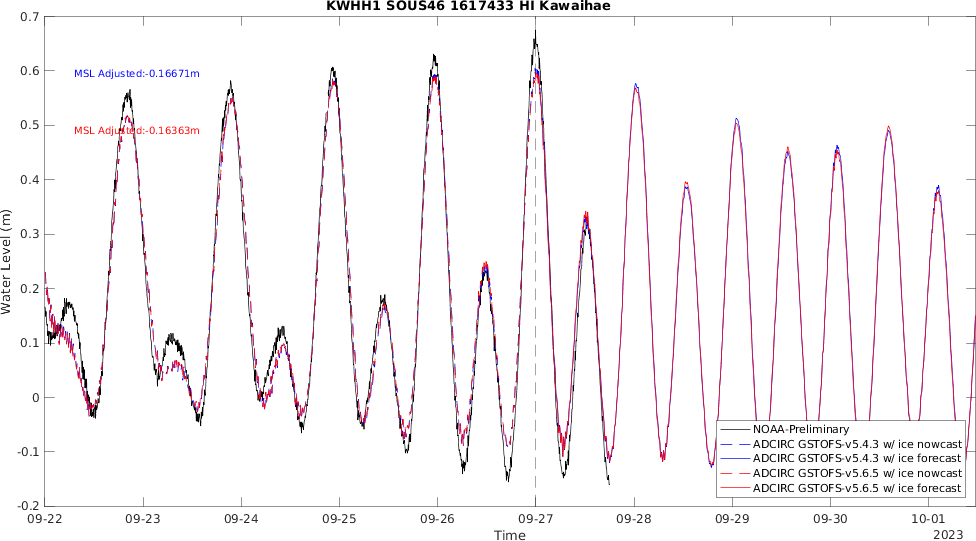 KWHH1 SOUS46 1617433 HI Kawaihae
0.7
0.6
0.5
0.4
0.3
0.2
0.1
0
-0.1
-0.2
Water Level (m)
MSL Adjusted:-0.16671m
MSL Adjusted:-0.16363m
NOAA-Preliminary
ADCIRC GSTOFS-v5.4.3 w/ ice nowcast
ADCIRC GSTOFS-v5.4.3 w/ ice forecast
ADCIRC GSTOFS-v5.6.5 w/ ice nowcast
ADCIRC GSTOFS-v5.6.5 w/ ice forecast
09-22 09-23 09-24 09-25 09-26 09-27 09-28 09-29 09-30 10-01
Time
2023